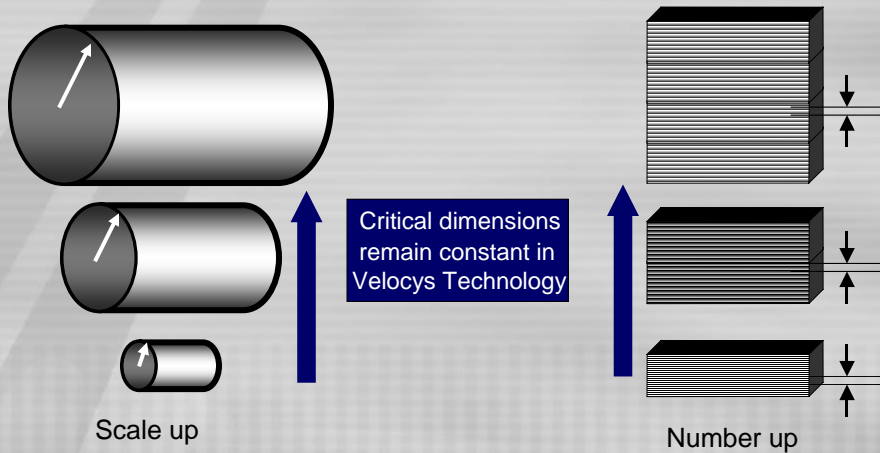 Critical dimensions
remain constant in
Velocys Technology
Scale up
Number up